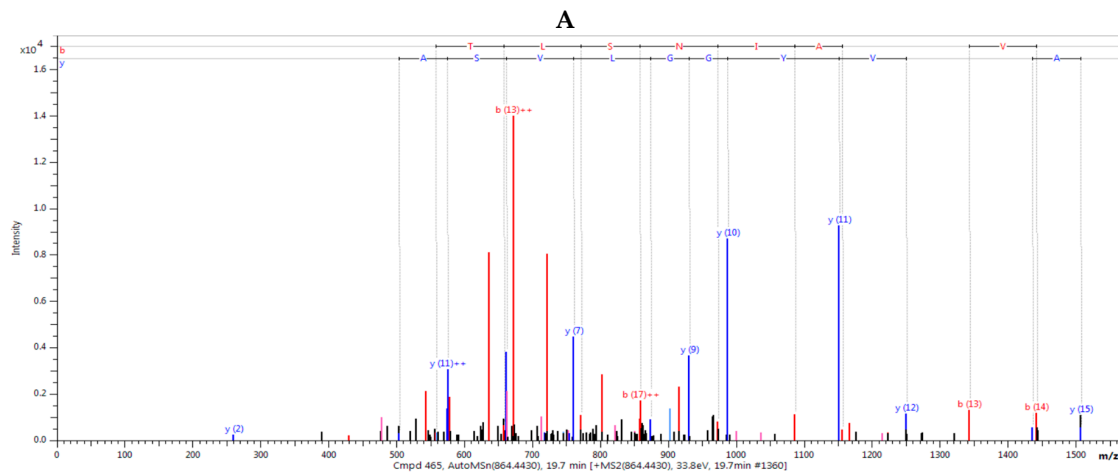 A
x10⁴
b T L S N I A V
y A S V L G G Y V A
1.6
b (13)++
1.4
1.2
1.0
y (11)
y (10)
0.8
Intensity
0.6
y (7)
0.4
y (9)
y (11)++
b (17)++
0.2
b (13)
b (14)
y (12)
y (15)
y (2)
0.0
0 100 200 300 400 500 600 700 800 900 1000 1100 1200 1300 1400 1500 m/z
Cmpd 465, AutoMSn(864.4430), 19.7 min [+MS2(864.4430), 33.8eV, 19.7min #1360]